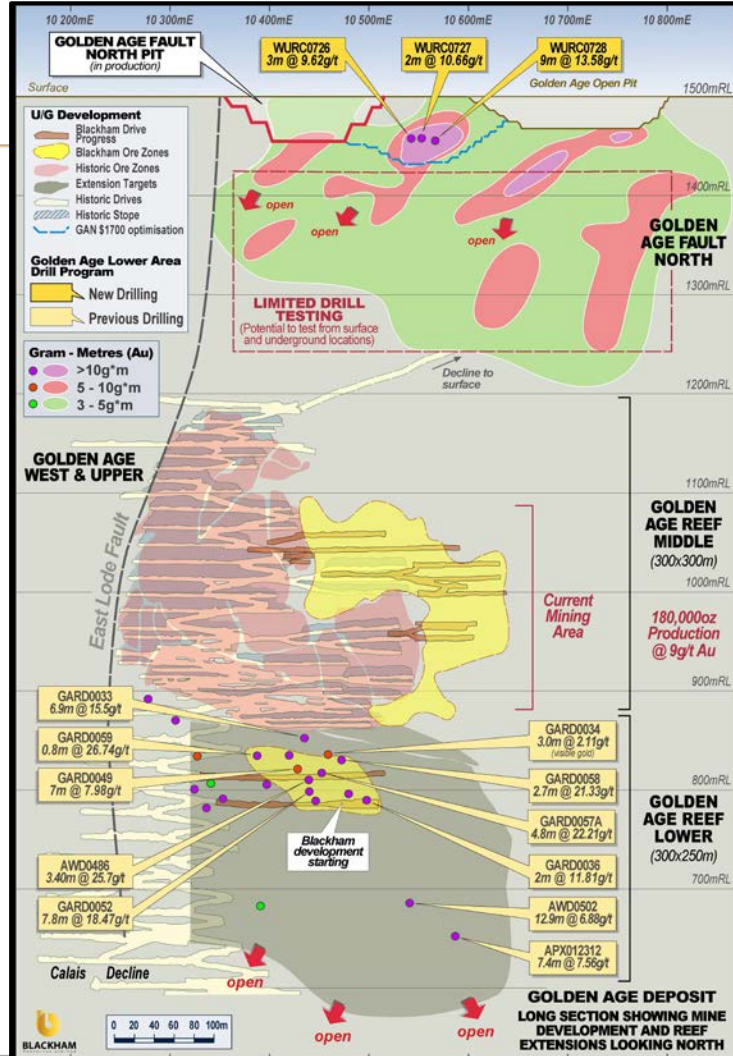 10 200mE
10 400mE
10 500mE
10 600mE
10 700mE
10 800mE
GOLDEN AGE FAULT
NORTH PIT
(in production)
WURC0726
3m @ 9.62g/t
WURC0727
2m @ 10.66g/t
WURC0728
9m @ 13.58g/t
Surface
Golden Age Open Pit
1500mRL
U/G Development
Blackham Drive
Progress
Blackham Ore Zones
Historic Ore Zones
Extension Targets
Historic Drives
Historic Stope
GAN $1700 optimisation
Golden Age Lower Area
Drill Program
New Drilling
Previous Drilling
Gram - Metres (Au)
>10g*m
5 - 10g*m
3 - 5g*m
open
open
open
1400mRL
GOLDEN
AGE FAULT
NORTH
LIMITED DRILL
TESTING
(Potential to test from surface
and underground locations)
1300mRL
Decline to
surface
1200mRL
GOLDEN AGE
WEST & UPPER
East Lode Fault
1100mRL
GOLDEN
AGE REEF
MIDDLE
(300x300m)
1000mRL
Current
Mining
Area
180,000oz
Production
@ 9g/t Au
900mRL
GARD0033
6.9m @ 15.5g/t
GARD0059
0.8m @ 26.74g/t
GARD0049
7m @ 7.98g/t
AWD0486
3.40m @ 25.7g/t
GARD0052
7.8m @ 18.47g/t
Blackham
development
starting
GARD0034
3.0m @ 2.11g/t
(visible gold)
GARD0058
2.7m @ 21.33g/t
GARD0057A
4.8m @ 22.21g/t
GARD0036
2m @ 11.81g/t
AWD0502
12.9m @ 6.88g/t
APX012312
7.4m @ 7.56g/t
800mRL
GOLDEN
AGE REEF
LOWER
(300x250m)
700mRL
Calais Decline
open
open
open
BLACKHAM
0 20 40 60 80 100m
GOLDEN AGE DEPOSIT
LONG SECTION SHOWING MINE
DEVELOPMENT AND REEF
EXTENSIONS LOOKING NORTH